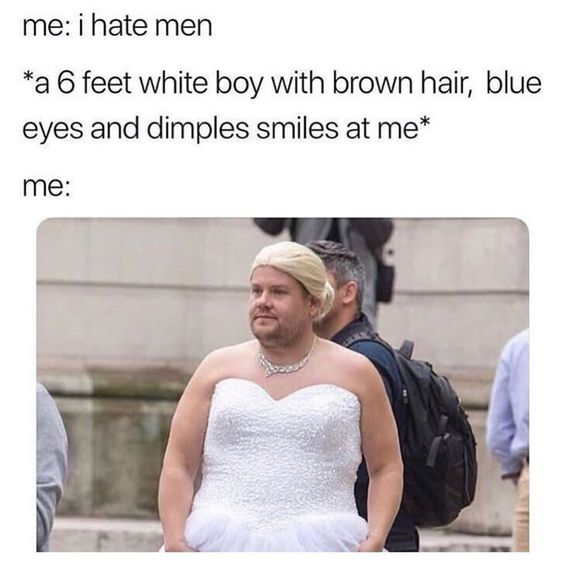 me: i hate men
*a 6 feet white boy with brown hair, blue
eyes and dimples smiles at me*
me: